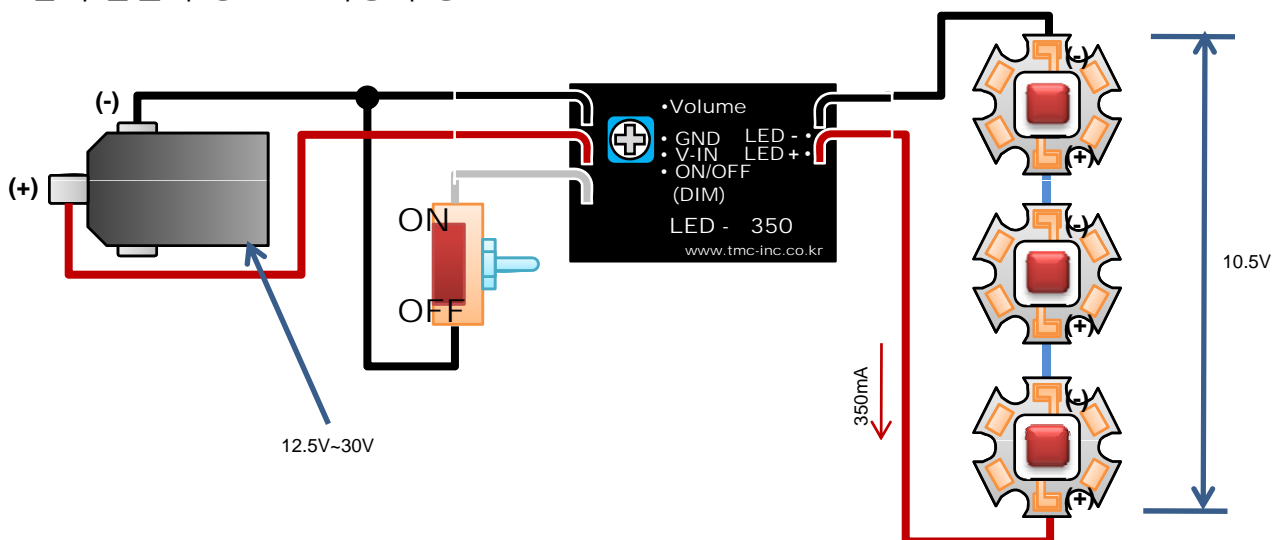 (-)
(+)
12.5V~30V
ON
OFF
•Volume
• GND
• V-IN
• ON/OFF
(DIM)
LED - •
LED + •
LED - 350
www.tmc-inc.co.kr
350mA
(-)
(+)
(-)
(+)
(-)
(+)
10.5V